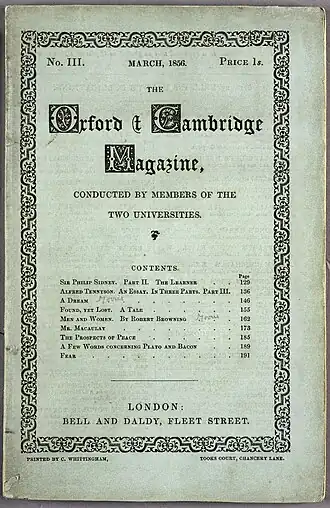 No. III. MARCH, 1856. PRICE 1s.
THE
Oxford & Cambridge
Magazine,
CONDUCTED BY MEMBERS OF THE
TWO UNIVERSITIES.
CONTENTS.
Page
SIR PHILIP SIDNEY. PART II. THE LEARNER . . 129
ALFRED TENNYSON. AN ESSAY. IN THREE PARTS. PART III. 136
A DREAM Morris . . . . . . 146
FOUND, YET LOST. A TALE . . . . . 155
MEN AND WOMEN. BY ROBERT BROWNING Morris . . 162
MR. MACAULAY . . . . . . . 173
THE PROSPECTS OF PEACE . . . . . 185
A FEW WORDS CONCERNING PLATO AND BACON . . 189
FEAR . . . . . . . . 191
LONDON:
BELL AND DALDY, FLEET STREET.
PRINTED BY C. WHITTINGHAM, TOOKS COURT, CHANCERY LANE.